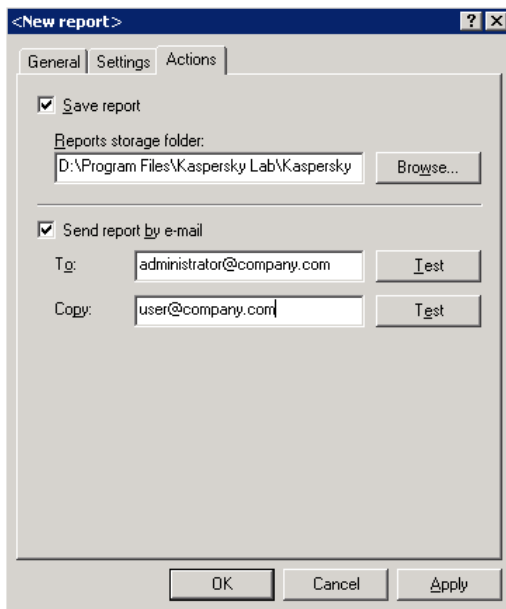 <New report>
General Settings Actions
Save report
Reports storage folder:
D:\Program Files\Kaspersky Lab\Kaspersky
Browse...
Send report by e-mail
To: administrator@company.com Test
Copy: user@company.com Test
OK Cancel Apply